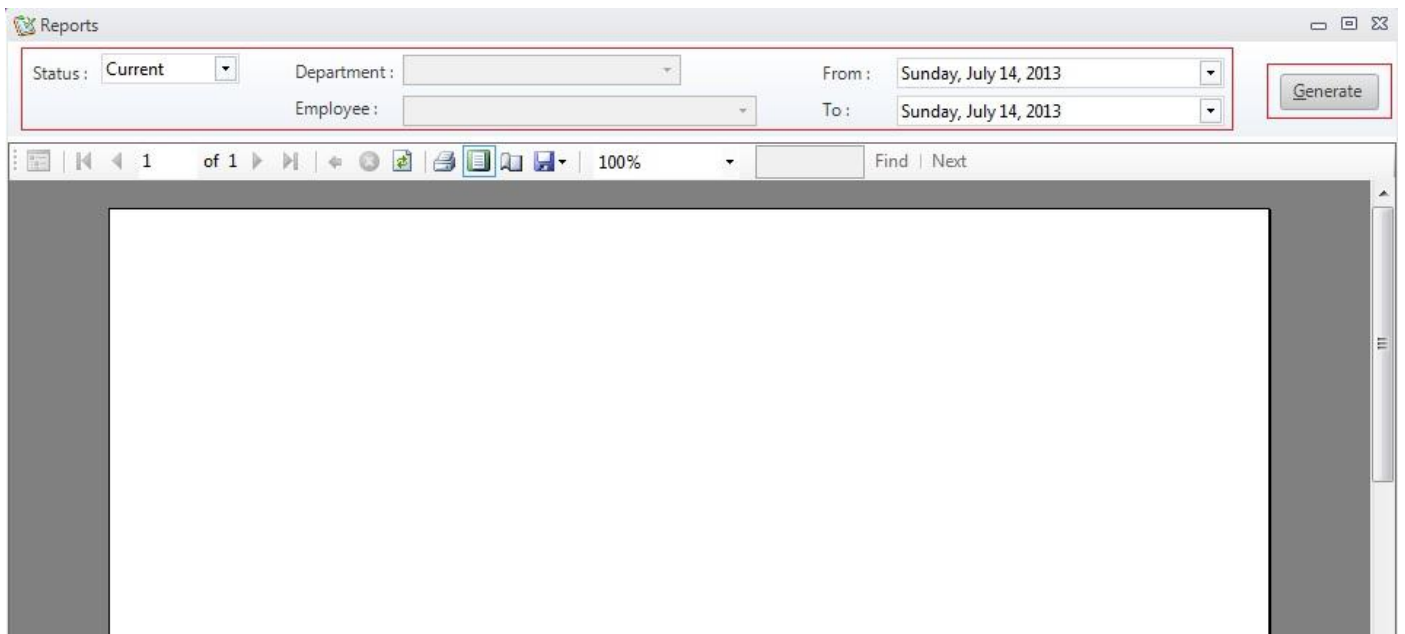 Reports
Status : Current Department : From : Sunday, July 14, 2013 Generate
Employee : To : Sunday, July 14, 2013
1 of 1 100% Find | Next